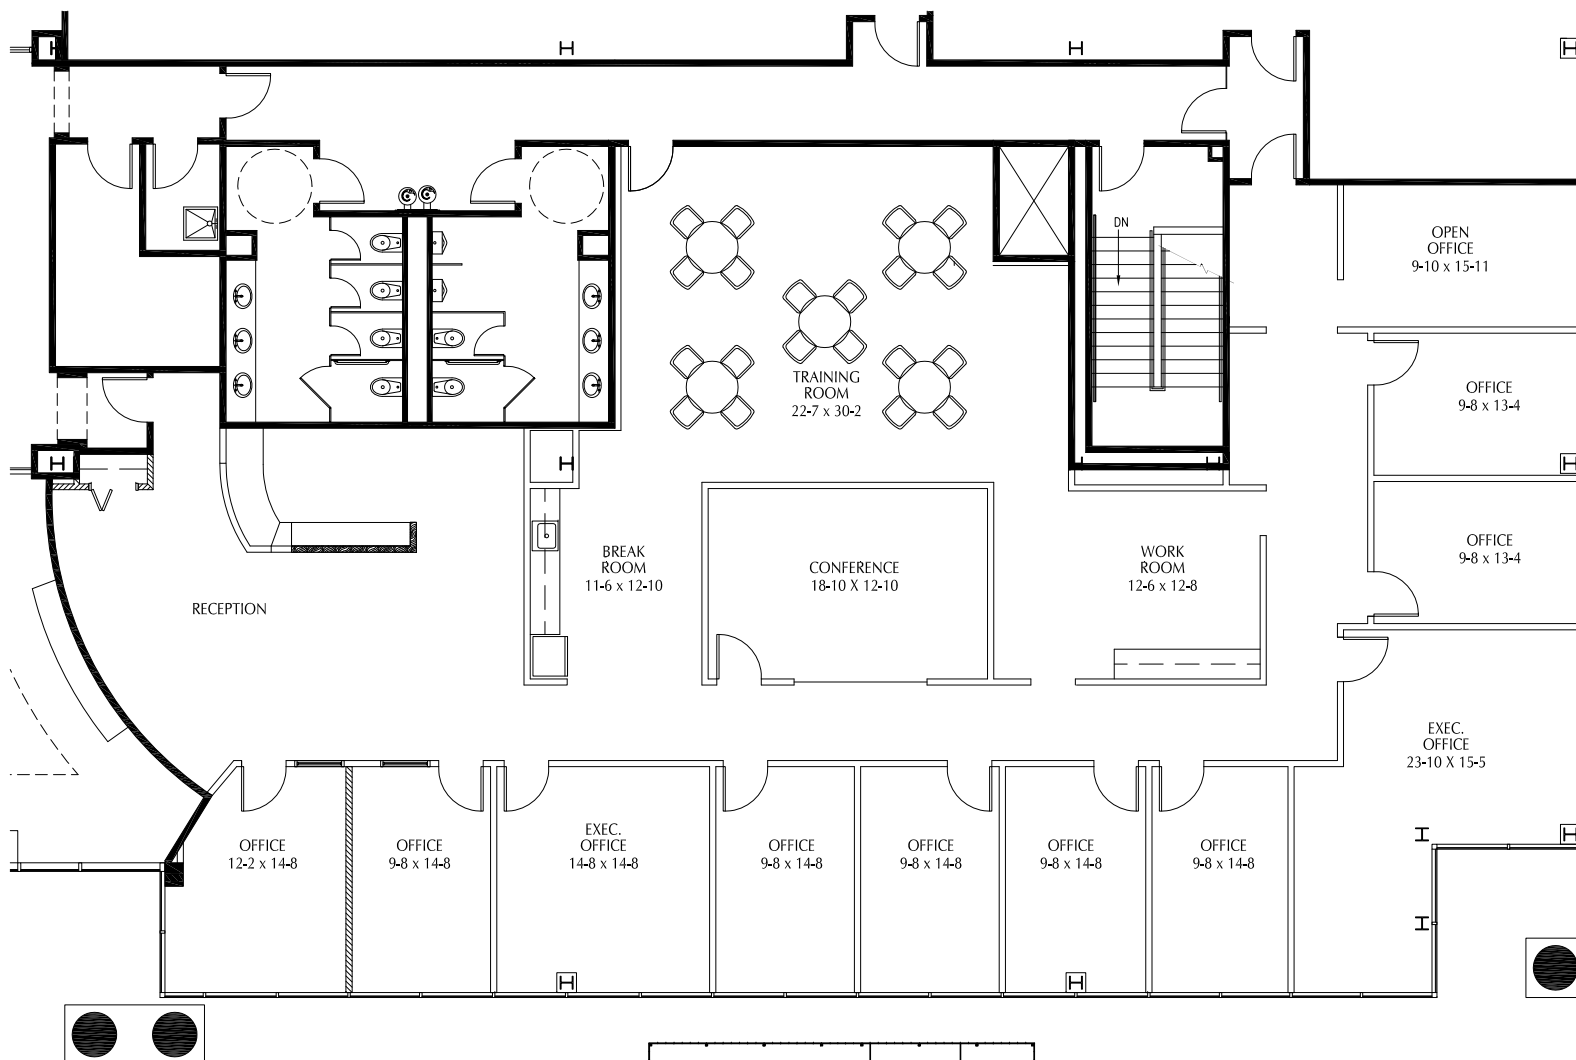 DN
OPEN
OFFICE
9-10 x 15-11
TRAINING
ROOM
22-7 x 30-2
OFFICE
9-8 x 13-4
BREAK
ROOM
11-6 x 12-10
CONFERENCE
18-10 X 12-10
WORK
ROOM
12-6 x 12-8
OFFICE
9-8 x 13-4
RECEPTION
EXEC.
OFFICE
23-10 X 15-5
OFFICE
12-2 x 14-8
OFFICE
9-8 x 14-8
EXEC.
OFFICE
14-8 x 14-8
OFFICE
9-8 x 14-8
OFFICE
9-8 x 14-8
OFFICE
9-8 x 14-8
OFFICE
9-8 x 14-8